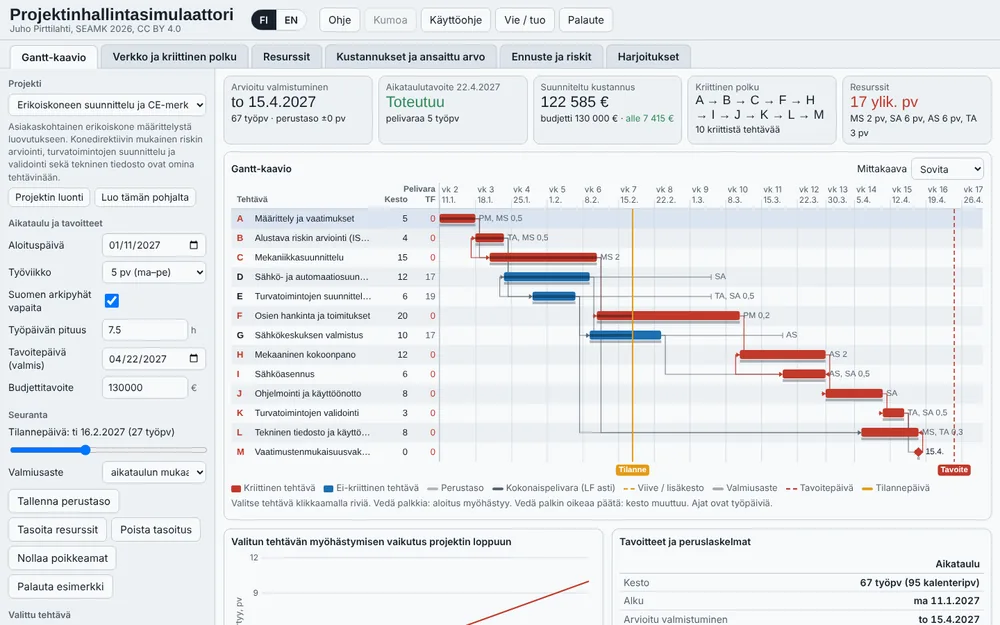 Projektinhallintasimulaattori
Juho Pirttilahti, SEAMK 2026, CC BY 4.0
FI EN Ohje Kumoa Käyttöohje Vie / tuo Palaute
Gantt-kaavio Verkko ja kriittinen polku Resurssit Kustannukset ja ansaittu arvo Ennuste ja riskit Harjoitukset
Projekti
Erikoiskoneen suunnittelu ja CE-merk
Asiakaskohtainen erikoiskone määrittelystä
luovutukseen. Konedirektiivin mukainen riskin
arviointi, turvatoimintojen suunnittelu ja
validointi sekä tekninen tiedosto ovat omina
tehtävinään.
Projektin luonti Luo tämän pohjalta
Aikataulu ja tavoitteet
Aloituspäivä 01/11/2027
Työviikko 5 pv (ma–pe)
Suomen arkipyhät
vapaita
Työpäivän pituus 7.5 h
Tavoitepäivä
(valmis) 04/22/2027
Budjettitavoite 130000 €
Seuranta
Tilannepäivä: ti 16.2.2027 (27 työpv)
Valmiusaste aikataulun mukaa
Tallenna perustaso
Tasoita resurssit Poista tasoitus
Nollaa poikkeamat
Palauta esimerkki
Valittu tehtävä
Arvioitu valmistuminen
to 15.4.2027
67 työpv · perustaso ±0 pv
Aikataulutavoite 22.4.2027
Toteutuu
pelivaraa 5 työpv
Suunniteltu kustannus
122 585 €
budjetti 130 000 € · alle 7 415 €
Kriittinen polku
A → B → C → F → H
→ I → J → K → L → M
10 kriittistä tehtävää
Resurssit
17 ylik. pv
MS 2 pv, SA 6 pv, AS 6 pv, TA
3 pv
Gantt-kaavio Mittakaava Sovita
Tehtävä Kesto Pelivara
vk 2 vk 3 vk 4 vk 5 vk 6 vk 7 vk 8 vk 9 vk 10 vk 11 vk 12 vk 13 vk 14 vk 15 vk 16 vk 17
11.1. 18.1. 25.1. 1.2. 8.2. 15.2. 22.2. 1.3. 8.3. 15.3. 22.3. 30.3. 5.4. 12.4. 19.4. 26.4.
A Määrittely ja vaatimukset 5 0 PM, MS 0,5
B Alustava riskin arviointi (IS... 4 0 TA, MS 0,5
C Mekaniikkasuunnittelu 15 0 MS 2
D Sähkö- ja automaatiosuun... 12 17 SA
E Turvatoimintojen suunnittel... 6 19 TA, SA 0,5
F Osien hankinta ja toimitukset 20 0 PM 0,2
G Sähkökeskuksen valmistus 10 17 AS
H Mekaaninen kokoonpano 12 0 AS 2
I Sähköasennus 6 0 AS, SA 0,5
J Ohjelmointi ja käyttöönotto 8 0 SA
K Turvatoimintojen validointi 3 0 TA, SA 0,5
L Tekninen tiedosto ja käyttö... 8 0 MS, TA 0,3
M Vaatimustenmukaisuusvak... 0 0 15.4.
Tilanne Tavoite
Kriittinen tehtävä Ei-kriittinen tehtävä Perustaso Kokonaispelivara (LF asti) Viive / lisäkesto Valmiusaste Tavoitepäivä Tilannepäivä
Valitse tehtävä klikkaamalla riviä. Vedä palkkia: aloitus myöhästyy. Vedä palkin oikeaa päätä: kesto muuttuu. Ajat ovat työpäiviä.
Valitun tehtävän myöhästymisen vaikutus projektin loppuun
12
9
Tavoitteet ja peruslaskelmat
Aikataulu
Kesto 67 työpv (95 kalenteripv)
Alku ma 11.1.2027
Arvioitu valmistuminen to 15.4.2027